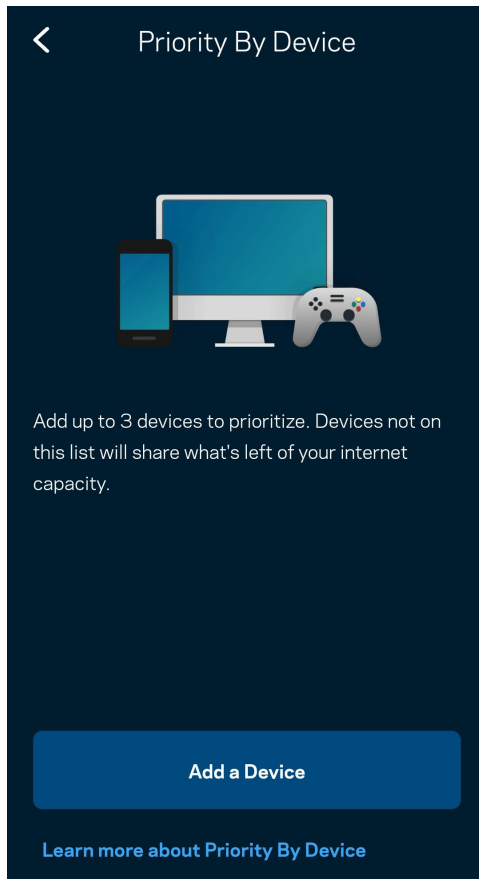 Priority By Device
Add up to 3 devices to prioritize. Devices not on
this list will share what's left of your internet
capacity.
Add a Device
Learn more about Priority By Device